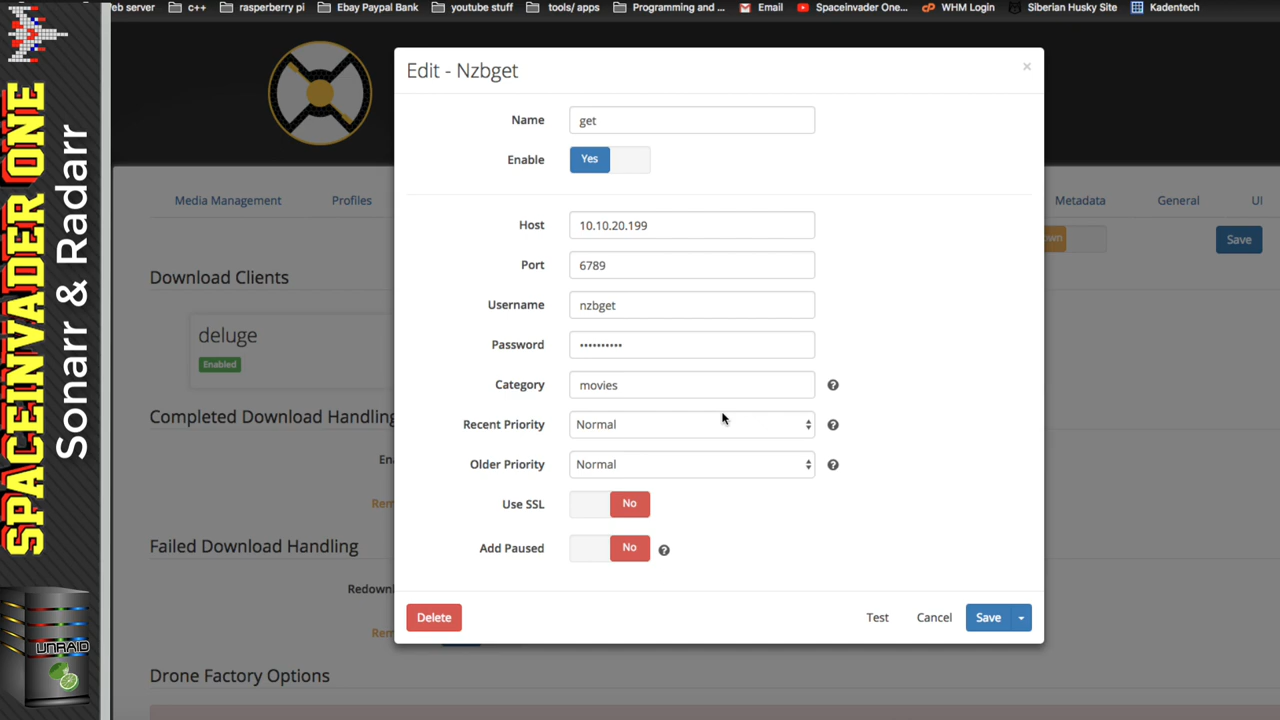 eb server
c++
rasperberry pi
Ebay Paypal Bank
youtube stuff
tools/ apps
Programming and ...
Email
Spaceinvader One...
WHM Login
Siberian Husky Site
Kadentech
SPACEINVADER ONE
Sonarr & Radarr
UNRAID
Edit - Nzbget
×
Name
get
Enable
Yes
Host
10.10.20.199
Port
6789
Username
nzbget
Password
••••••••••
Category
movies
Recent Priority
Normal
Older Priority
Normal
Use SSL
No
Add Paused
No
Delete
Test
Cancel
Save
Media Management
Profiles
Metadata
General
UI
own
Save
Download Clients
deluge
Enabled
Completed Download Handling
En
Rem
Failed Download Handling
Redownl
Rem
Drone Factory Options